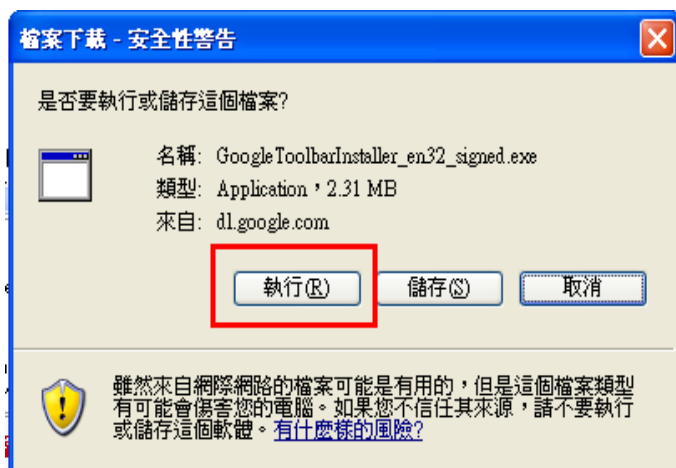 檔案下載 - 安全性警告
是否要執行或儲存這個檔案?
名稱: GoogleToolbarInstaller_en32_signed.exe
類型: Application，2.31 MB
來自: dl.google.com
執行(R) 儲存(S) 取消
雖然來自網際網路的檔案可能是有用的，但是這個檔案類型
有可能會傷害您的電腦。如果您不信任其來源，請不要執行
或儲存這個軟體。有什麼樣的風險?